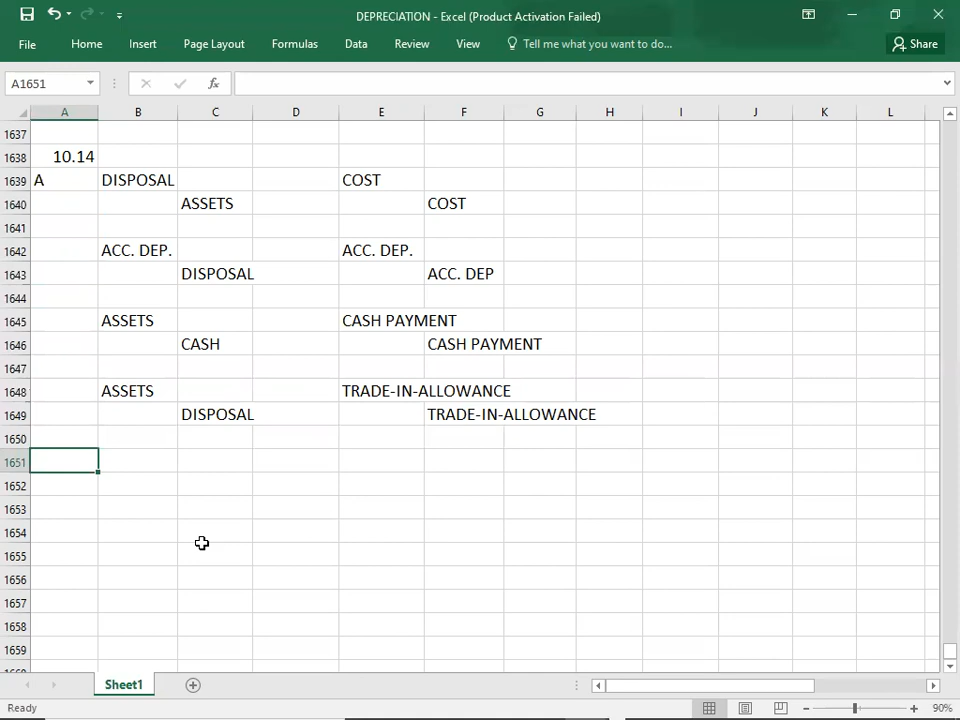 DEPRECIATION - Excel (Product Activation Failed)
File Home Insert Page Layout Formulas Data Review View Tell me what you want to do... Share
A1651 fx
A B C D E F G H I J K L
1637
1638 10.14
1639 A DISPOSAL COST
1640 ASSETS COST
1641
1642 ACC. DEP. ACC. DEP.
1643 DISPOSAL ACC. DEP
1644
1645 ASSETS CASH PAYMENT
1646 CASH CASH PAYMENT
1647
1648 ASSETS TRADE-IN-ALLOWANCE
1649 DISPOSAL TRADE-IN-ALLOWANCE
1650
1651
1652
1653
1654
1655
1656
1657
1658
1659
Sheet1
Ready 90%